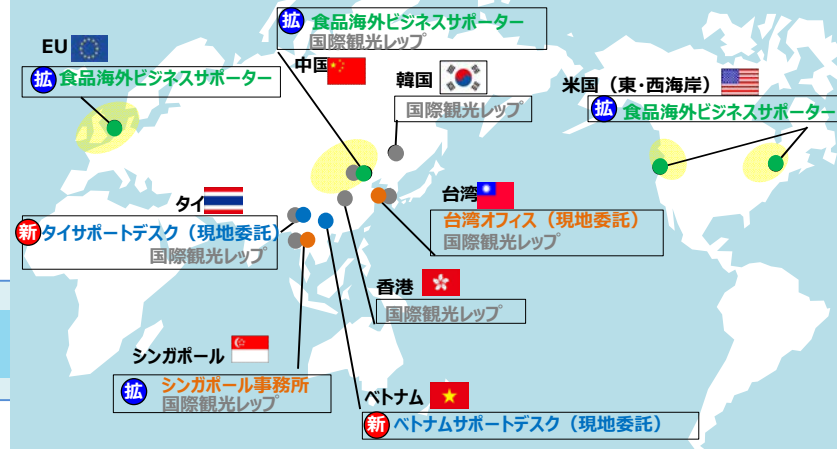 拡 食品海外ビジネスサポーター
国際観光レップ
中国
EU
拡 食品海外ビジネスサポーター
韓国
国際観光レップ
米国（東・西海岸）
拡 食品海外ビジネスサポーター
タイ
新 タイサポートデスク（現地委託）
国際観光レップ
台湾
台湾オフィス（現地委託）
国際観光レップ
香港
国際観光レップ
シンガポール
拡 シンガポール事務所
国際観光レップ
ベトナム
新 ベトナムサポートデスク（現地委託）